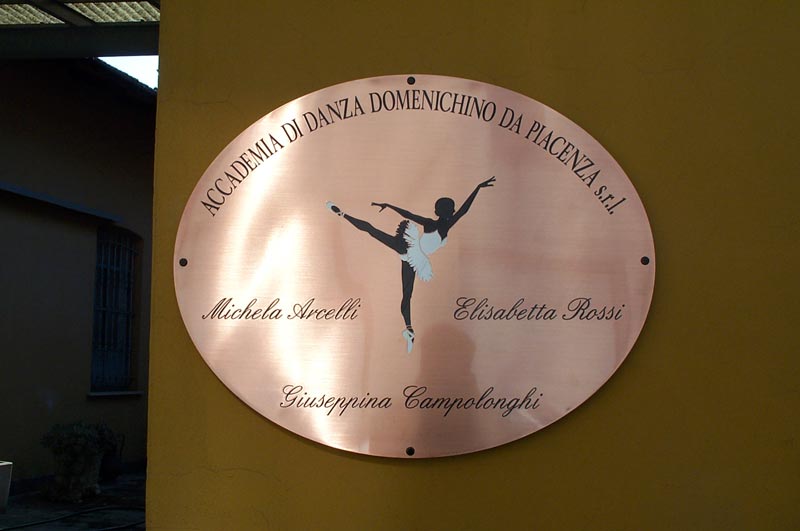 ACCADEMIA DI DANZA DOMENICHINO DA PIACENZA s.r.l.
Michela Arcelli
Elisabetta Rossi
Giuseppina Campolonghi